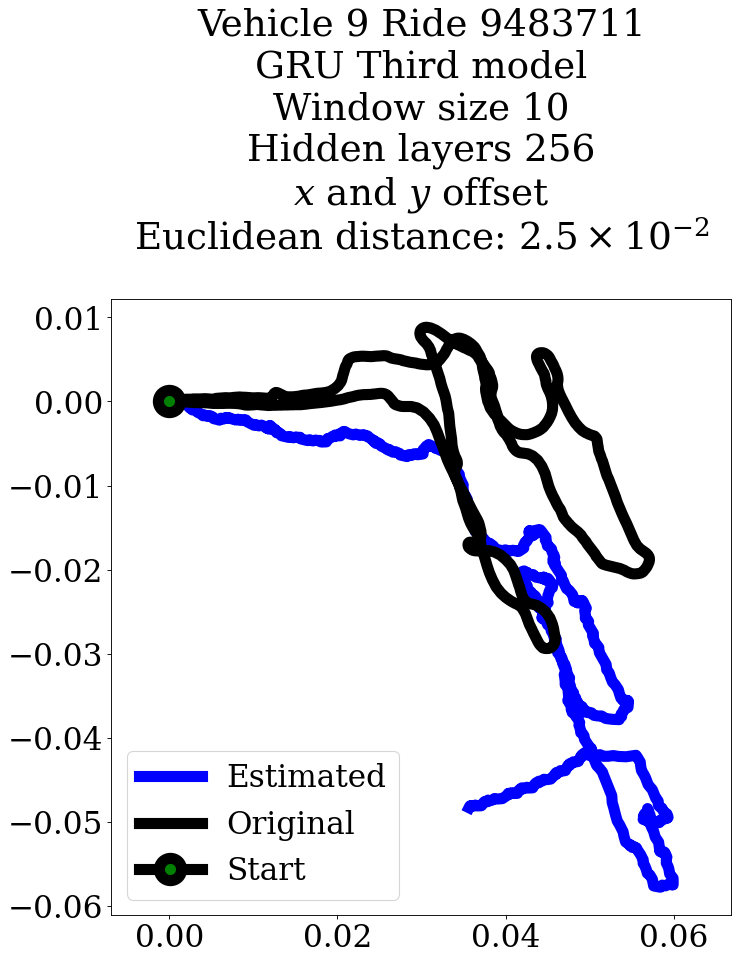 Vehicle 9 Ride 9483711
GRU Third model
Window size 10
Hidden layers 256
x and y offset
Euclidean distance: 2.5 × 10⁻²
0.01
0.00
−0.01
−0.02
−0.03
−0.04
−0.05
−0.06
Estimated
Original
Start
0.00 0.02 0.04 0.06